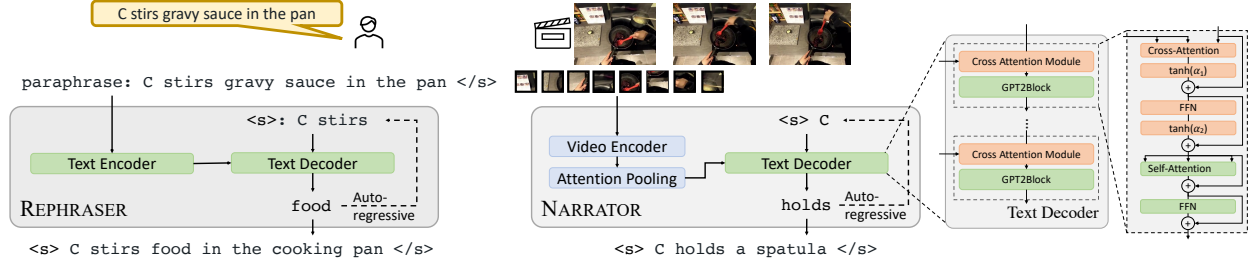 C stirs gravy sauce in the pan
paraphrase: C stirs gravy sauce in the pan </s>
<s>: C stirs
Text Encoder
Text Decoder
food
Auto-
regressive
REPHRASER
<s> C stirs food in the cooking pan </s>
<s> C
Video Encoder
Attention Pooling
Text Decoder
holds
Auto-
regressive
NARRATOR
<s> C holds a spatula </s>
Cross Attention Module
GPT2Block
Cross Attention Module
GPT2Block
Text Decoder
Cross-Attention
tanh(α₁)
FFN
tanh(α₂)
Self-Attention
FFN